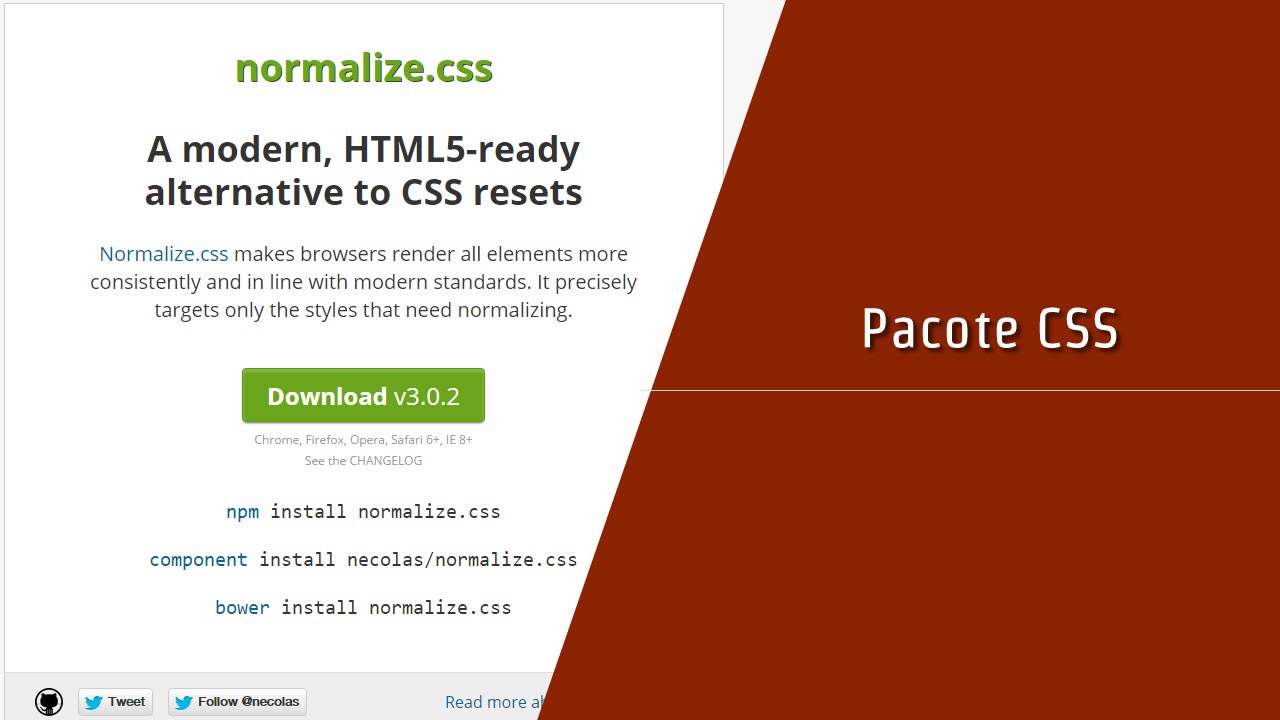 normalize.css
A modern, HTML5-ready
alternative to CSS resets
Normalize.css makes browsers render all elements more
consistently and in line with modern standards. It precisely
targets only the styles that need normalizing.
Download v3.0.2
Chrome, Firefox, Opera, Safari 6+, IE 8+
See the CHANGELOG
npm install normalize.css
component install necolas/normalize.css
bower install normalize.css
Tweet
Follow @necolas
Read more
Pacote CSS